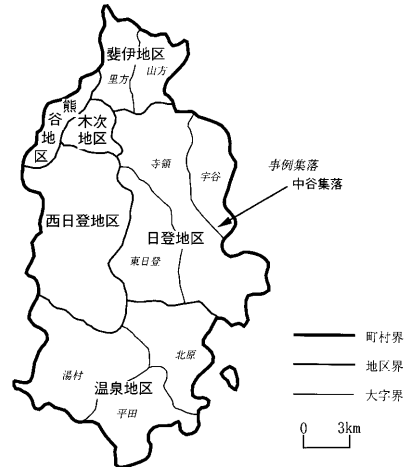 斐伊地区
山方
里方
熊谷地区
木次地区
寺領
宇谷
事例集落
中谷集落
西日登地区
日登地区
東日登
町村界
北原
地区界
湯村
温泉地区
大字界
平田
0 3km